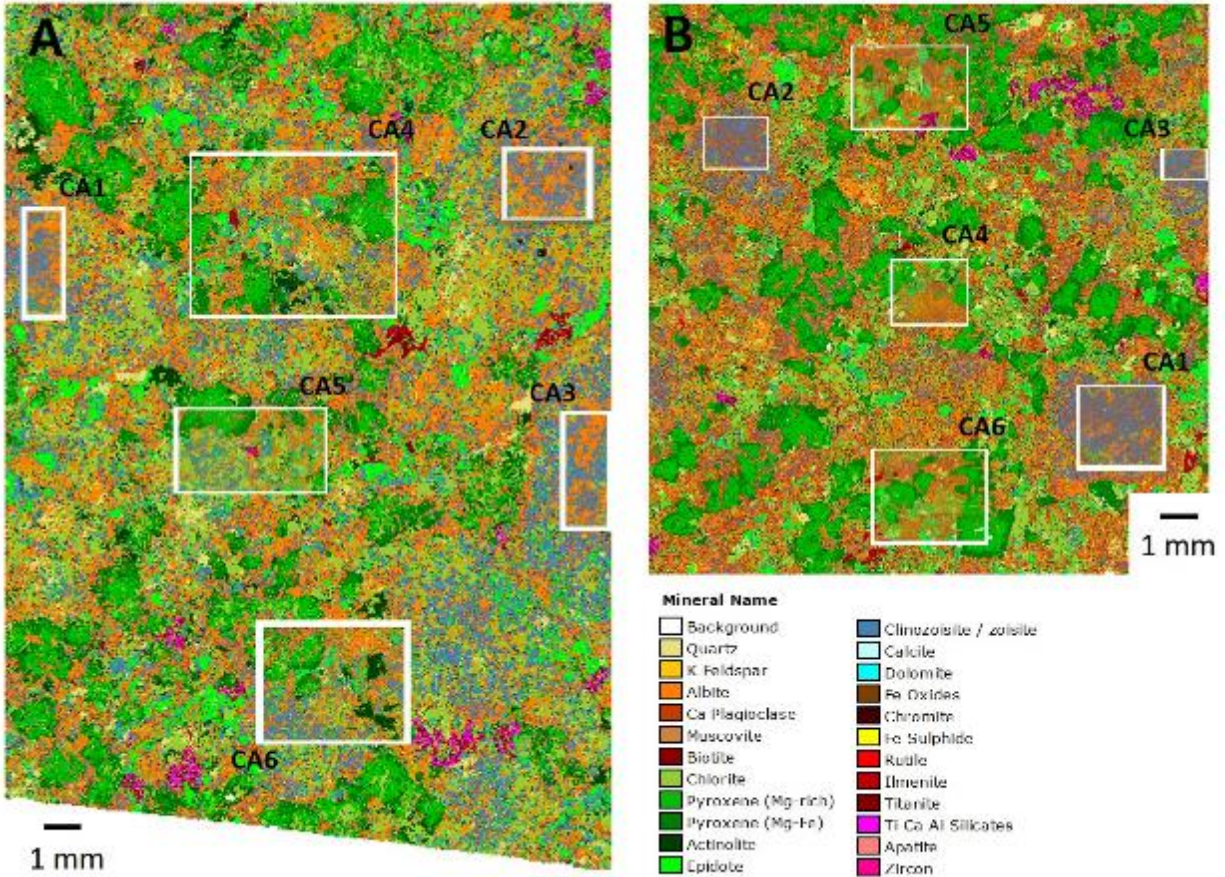 A
CA4
CA2
CA1
CA5
CA3
CA6
1 mm
B
CA5
CA2
CA3
CA4
CA1
CA6
1 mm
Mineral Name
Background
Quartz
K Feldspar
Albite
Ca Plagioclase
Muscovite
Biotite
Chlorite
Pyroxene (Mg-rich)
Pyroxene (Mg-Fe)
Actinolite
Epidote
Clinozoisite / zoisite
Calcite
Dolomite
Fe Oxides
Chromite
Fe Sulphide
Rutile
Ilmenite
Titanite
Ti Ca Al Silicates
Apatite
Zircon